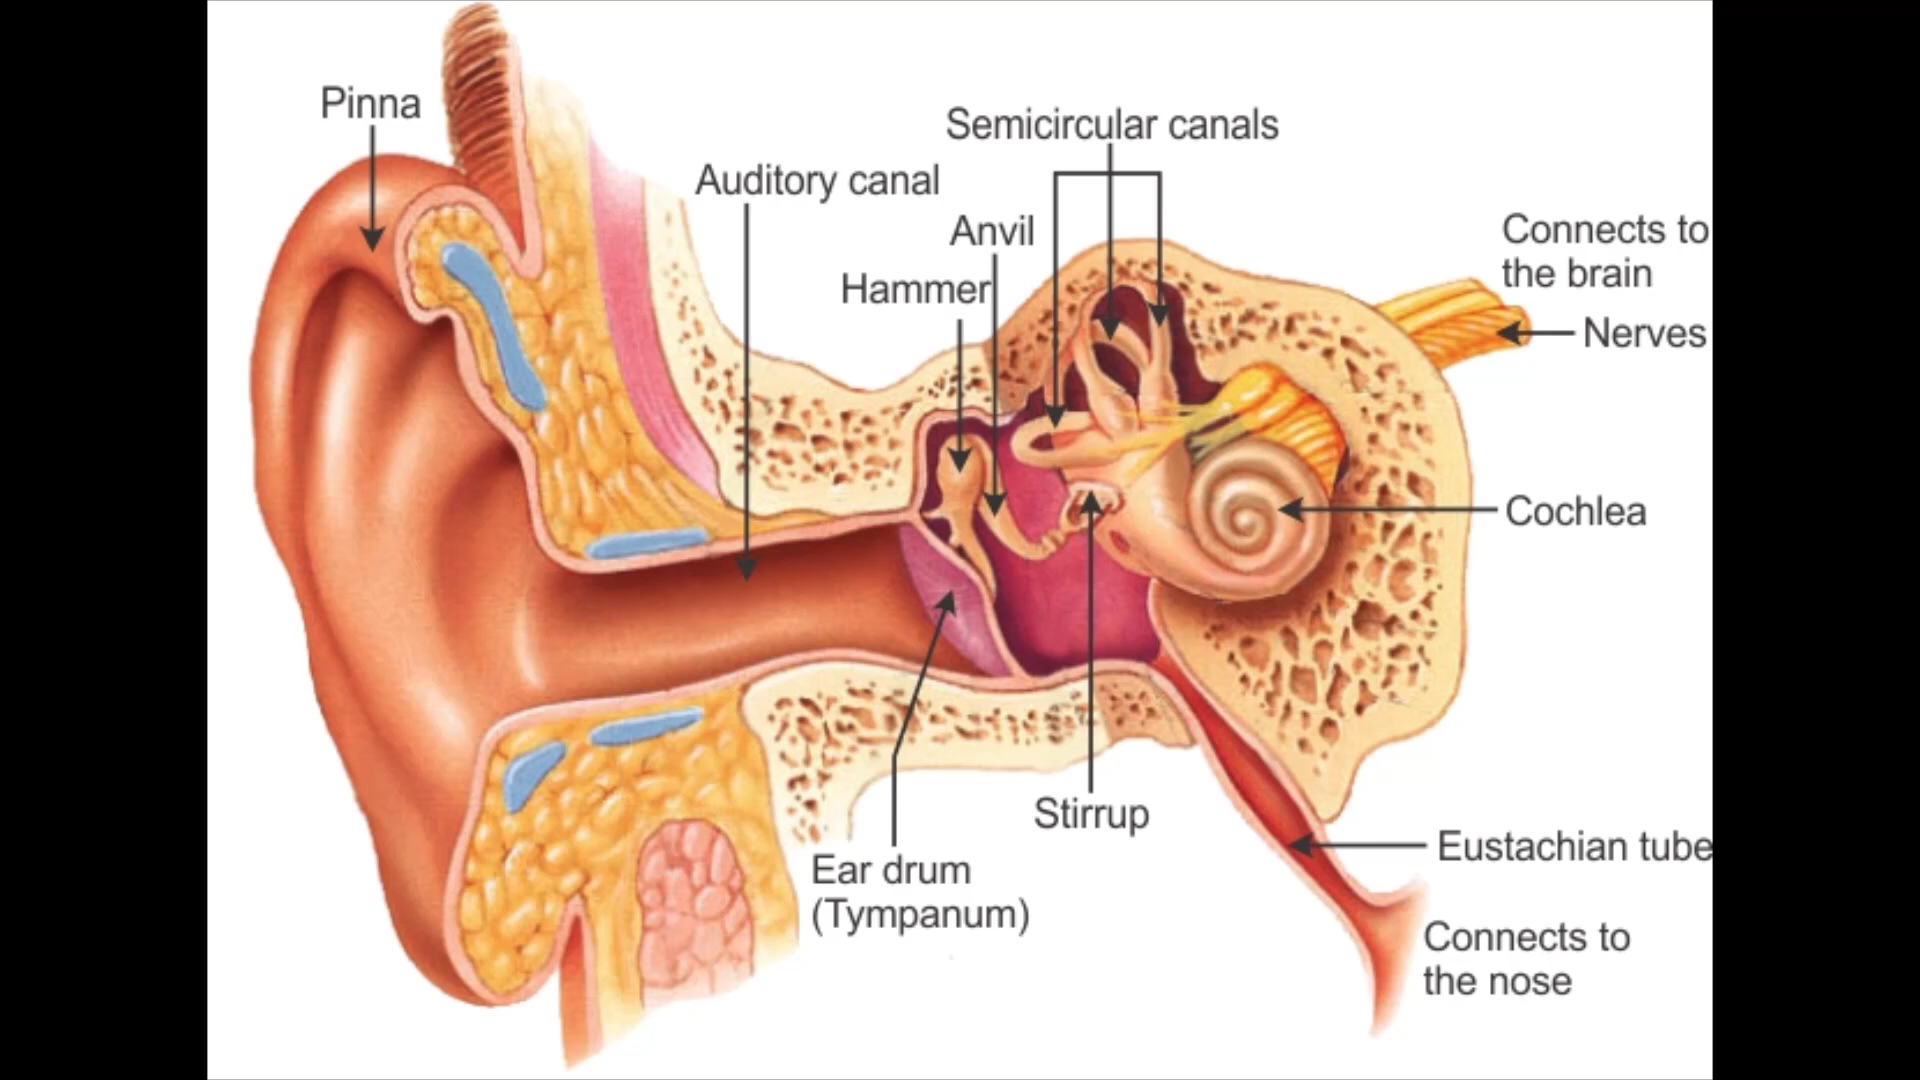 Pinna
Semicircular canals
Auditory canal
Anvil
Connects to
the brain
Hammer
Nerves
Cochlea
Stirrup
Eustachian tube
Ear drum
(Tympanum)
Connects to
the nose